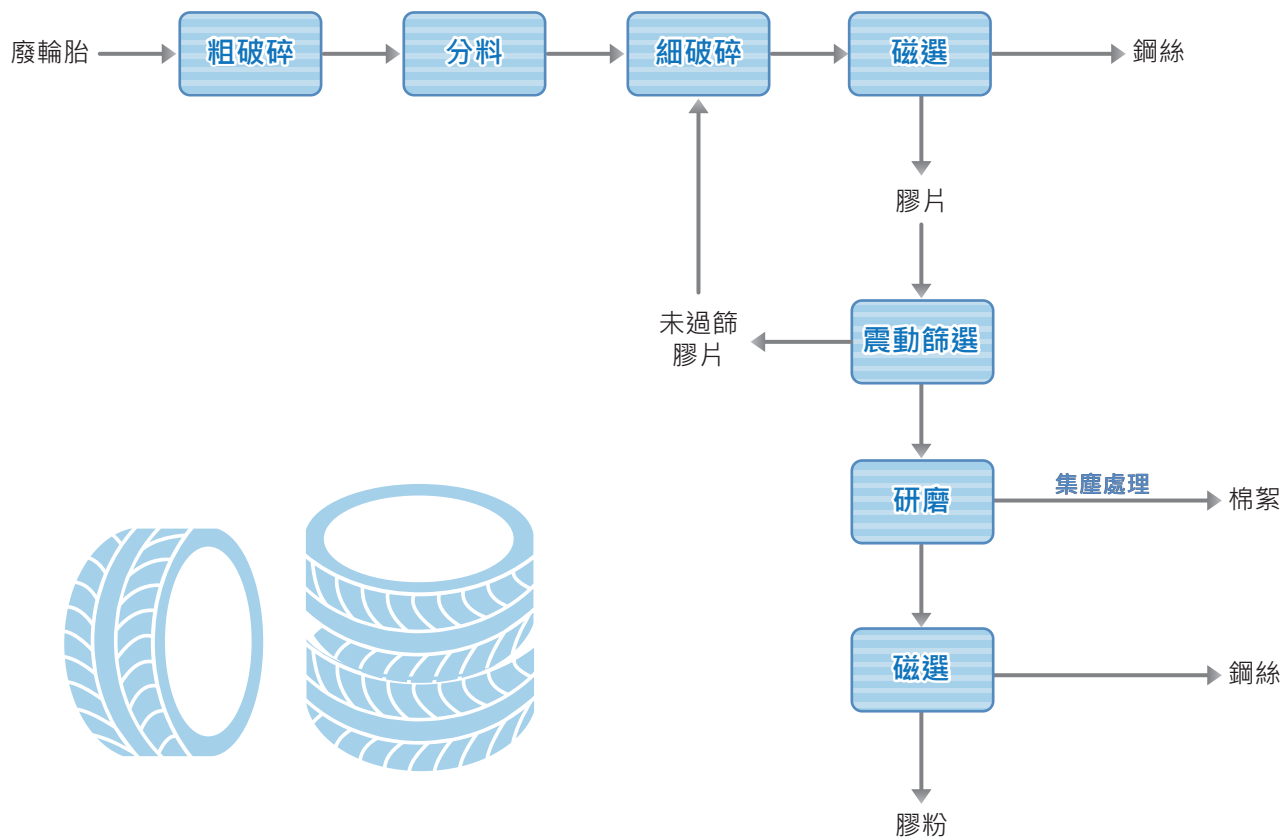 廢輪胎
粗破碎
分料
細破碎
磁選
鋼絲
膠片
未過篩
膠片
震動篩選
研磨
集塵處理
棉絮
磁選
鋼絲
膠粉